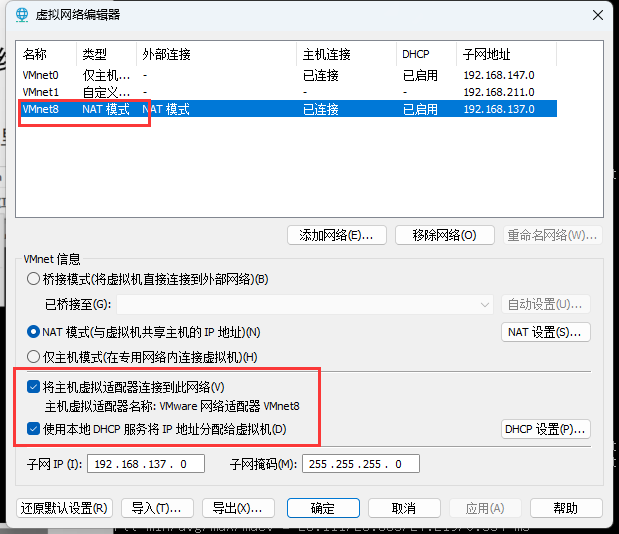 虚拟网络编辑器
名称 类型 外部连接 主机连接 DHCP 子网地址
VMnet0 仅主机... - 已连接 已启用 192.168.147.0
VMnet1 自定义... - - - 192.168.211.0
VMnet8 NAT 模式 NAT 模式 已连接 已启用 192.168.137.0
添加网络(E)... 移除网络(O) 重命名网络(W)...
VMnet 信息
桥接模式(将虚拟机直接连接到外部网络)(B)
已桥接至(G): 自动设置(U)...
NAT 模式(与虚拟机共享主机的 IP 地址)(N) NAT 设置(S)...
仅主机模式(在专用网络内连接虚拟机)(H)
将主机虚拟适配器连接到此网络(V)
主机虚拟适配器名称: VMware 网络适配器 VMnet8
使用本地 DHCP 服务将 IP 地址分配给虚拟机(D) DHCP 设置(P)...
子网 IP (I): 192 . 168 . 137 . 0 子网掩码(M): 255 . 255 . 255 . 0
还原默认设置(R) 导入(T)... 导出(X)... 确定 取消 应用(A) 帮助